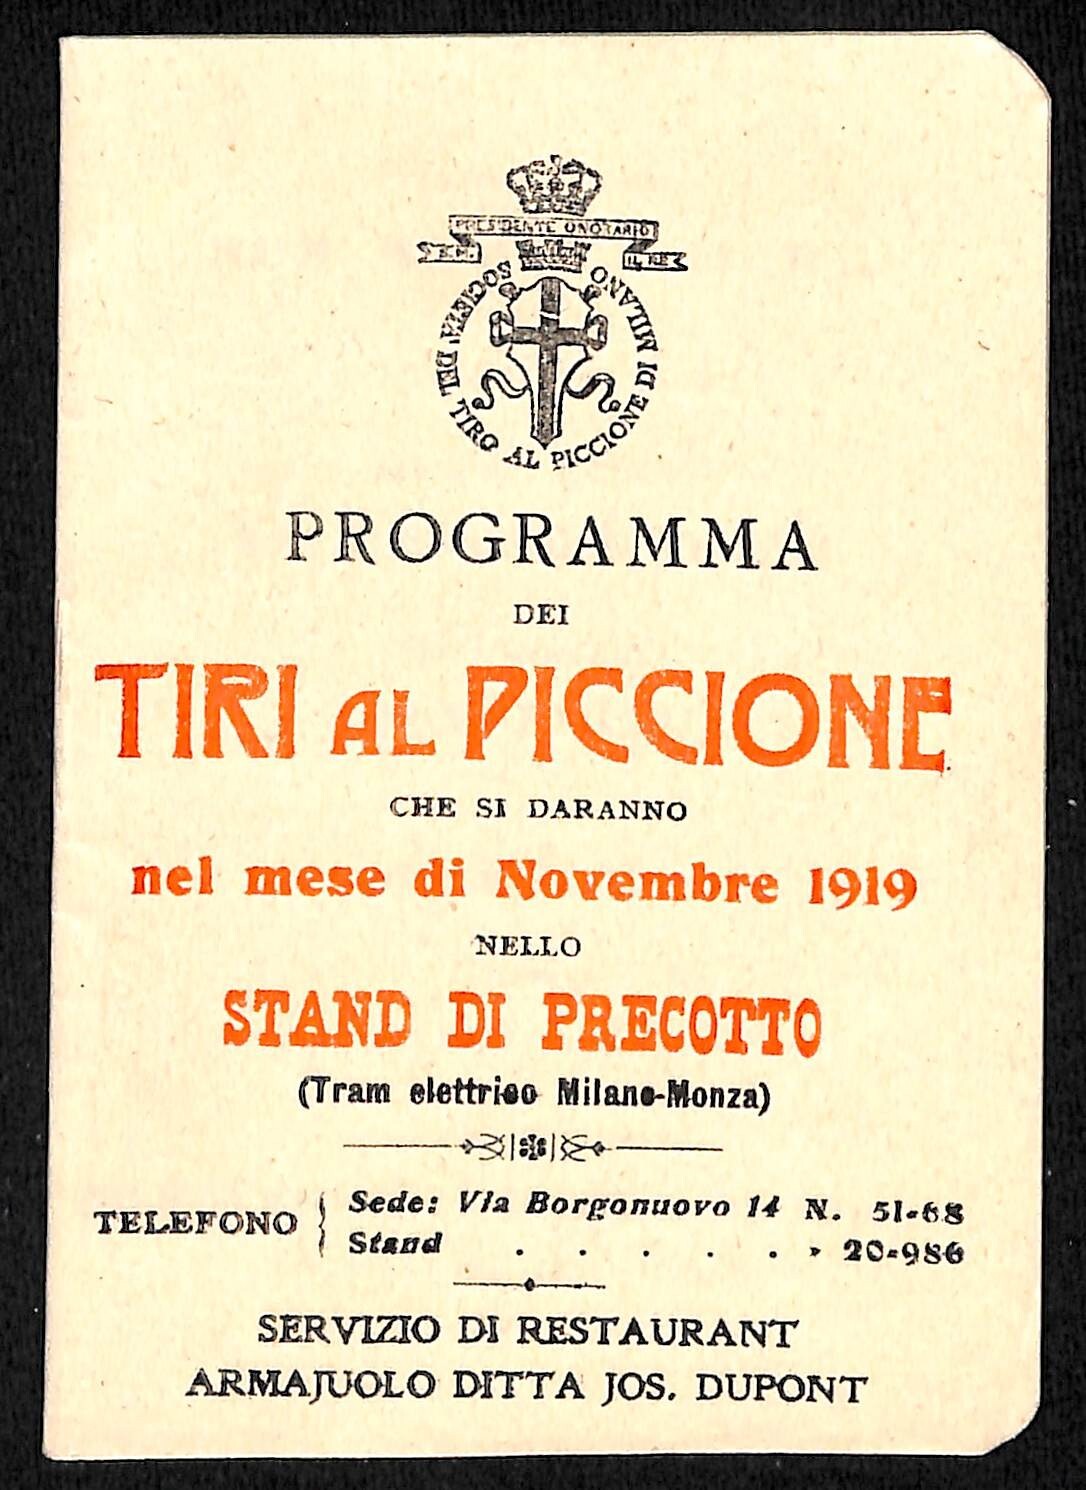 PRESIDENTE ONORARIO
S.M. IL RE
SOCIETA' DEL TIRO AL PICCIONE DI MILANO
PROGRAMMA
DEI
TIRI AL PICCIONE
CHE SI DARANNO
nel mese di Novembre 1919
NELLO
STAND DI PRECOTTO
(Tram elettrico Milano-Monza)
TELEFONO { Sede: Via Borgonuovo 14 N. 51-68
Stand . . . . . » 20-986
SERVIZIO DI RESTAURANT
ARMAJUOLO DITTA JOS. DUPONT